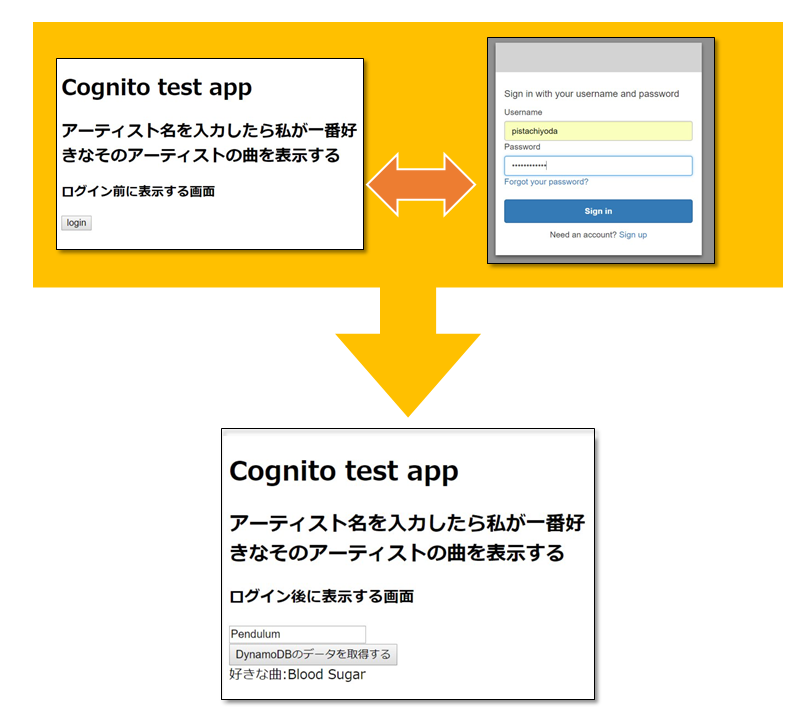 Cognito test app
アーティスト名を入力したら私が一番好
きなそのアーティストの曲を表示する
ログイン前に表示する画面
login
Sign in with your username and password
Username
pistachiyoda
Password
••••••••••••
Forgot your password?
Sign in
Need an account? Sign up
Cognito test app
アーティスト名を入力したら私が一番好
きなそのアーティストの曲を表示する
ログイン後に表示する画面
Pendulum
DynamoDBのデータを取得する
好きな曲:Blood Sugar